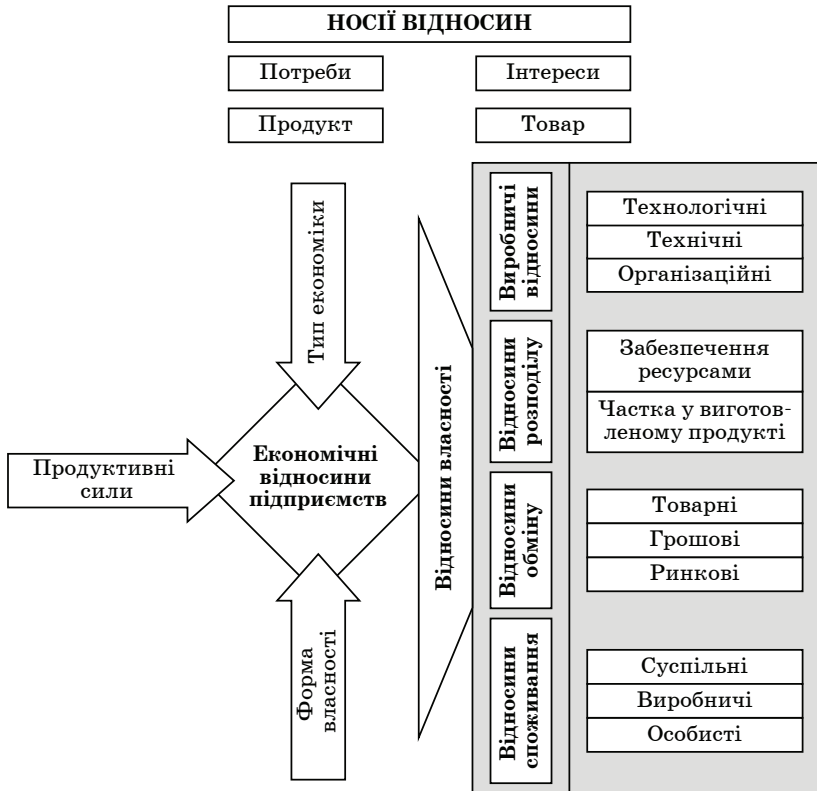 НОСІЇ ВІДНОСИН
Потреби
Інтереси
Продукт
Товар
Тип економіки
Продуктивні
сили
Економічні
відносини
підприємств
Форма
власності
Відносини власності
Виробничі
відносини
Технологічні
Технічні
Організаційні
Відносини
розподілу
Забезпечення
ресурсами
Частка у виготов-
леному продукті
Відносини
обміну
Товарні
Грошові
Ринкові
Відносини
споживання
Суспільні
Виробничі
Особисті